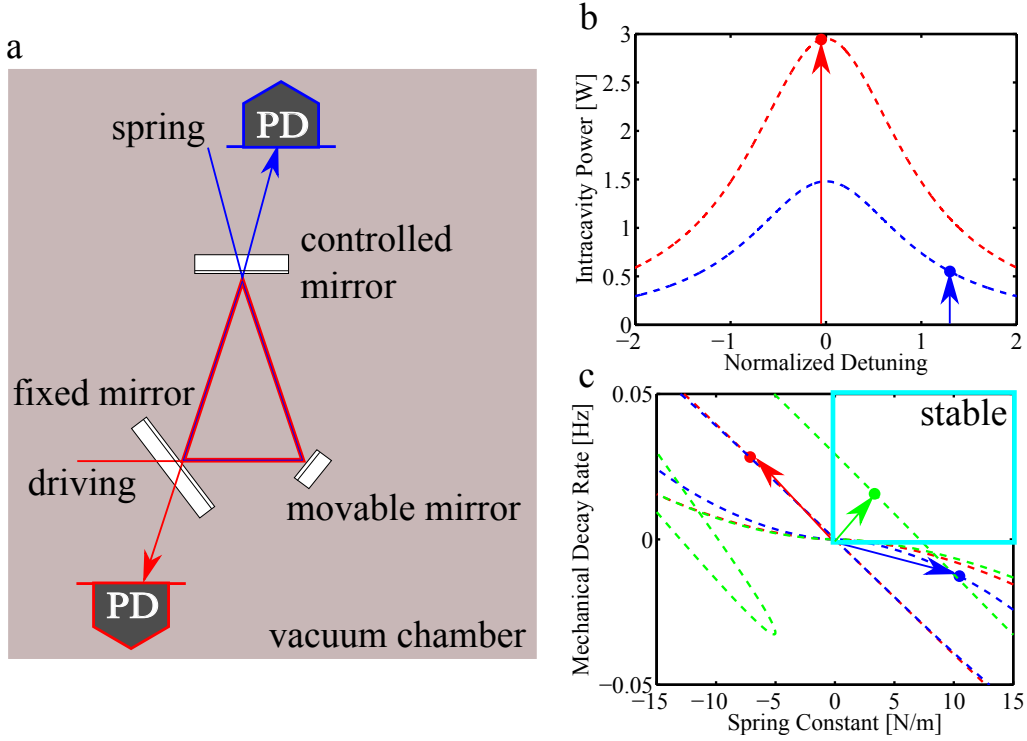 a
spring
PD
controlled
mirror
fixed mirror
driving
movable mirror
PD
vacuum chamber
b
Intracavity Power [W]
3
2.5
2
1.5
1
0.5
0
−2
−1
0
1
2
Normalized Detuning
c
Mechanical Decay Rate [Hz]
0.05
0
−0.05
stable
−15
−10
−5
0
5
10
15
Spring Constant [N/m]